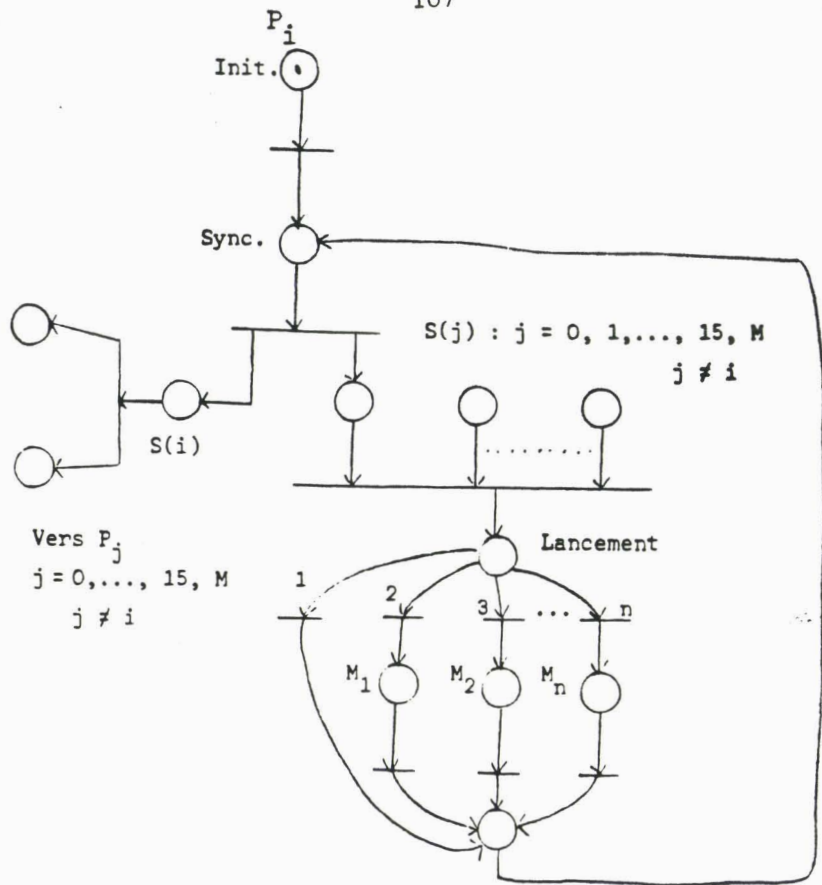 107
P_i
Init.
Sync.
S(j) : j = 0, 1,..., 15, M
j ≠ i
S(i)
Vers P_j
j = 0,..., 15, M
j ≠ i
Lancement
1
2
3
...
n
M_1
M_2
M_n